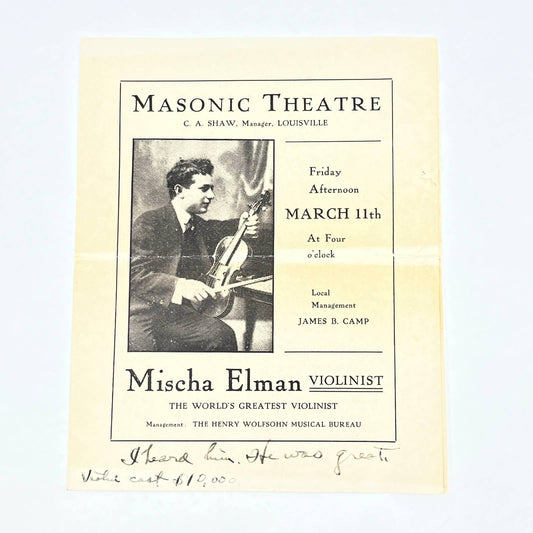 MASONIC THEATRE
C. A. SHAW, Manager, LOUISVILLE
Friday
Afternoon
MARCH 11th
At Four
o'clock
Local
Management
JAMES B. CAMP
Mischa Elman VIOLINIST
THE WORLD'S GREATEST VIOLINIST
Management: THE HENRY WOLFSOHN MUSICAL BUREAU
I heard him. He was great.
Violin cost $10,000